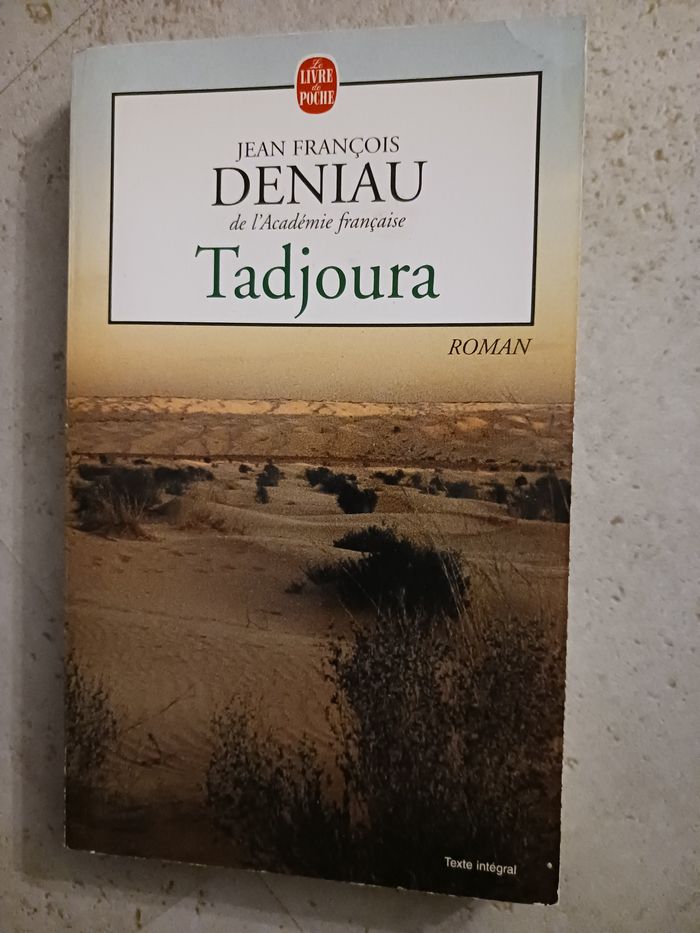 Le
LIVRE
de
POCHE
JEAN FRANÇOIS
DENIAU
de l'Académie française
Tadjoura
ROMAN
Texte intégral